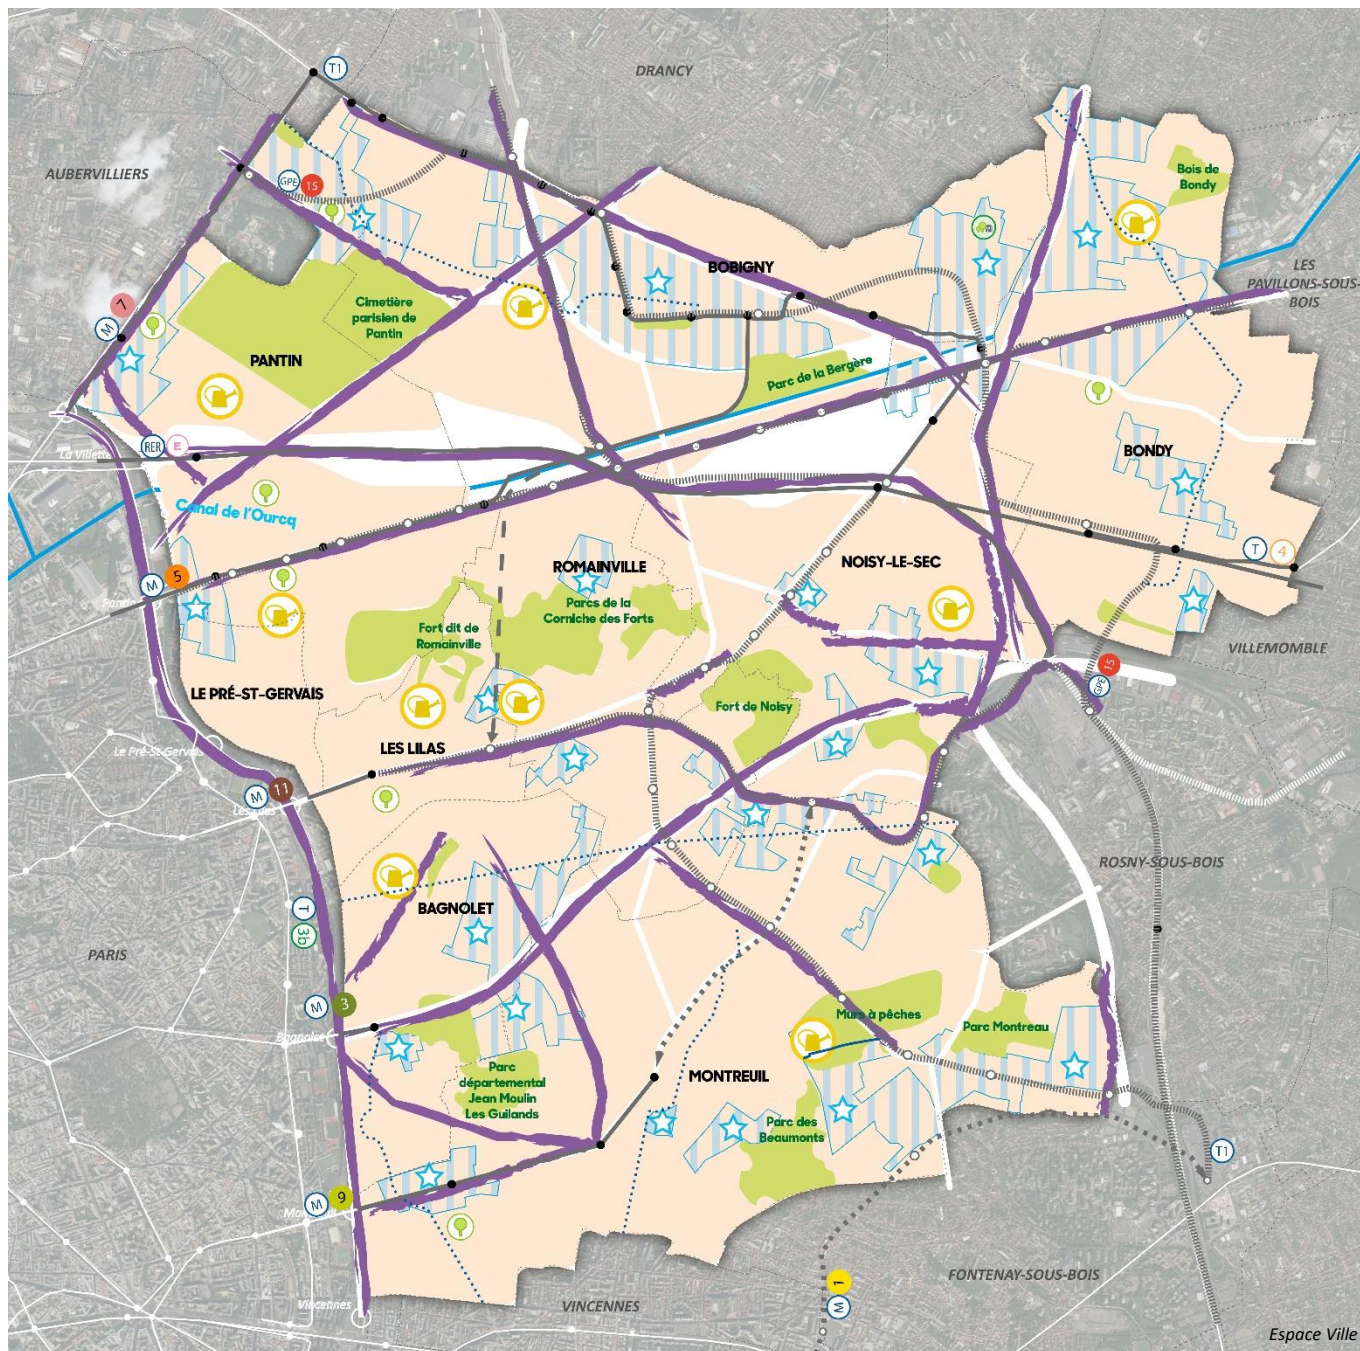 T1
DRANCY
AUBERVILLIERS
GPE
15
Bois de
Bondy
LES
PAVILLONS-SOUS-
BOIS
BOBIGNY
Cimetière
parisien de
Pantin
7
M
PANTIN
Parc de la Bergère
La Villette
RER
E
BONDY
Canal de l'Ourcq
T
4
M
5
Pantin
ROMAINVILLE
NOISY-LE-SEC
Parcs de la
Corniche des Forts
Fort dit de
Romainville
VILLEMOMBLE
15
GPE
LE PRÉ-ST-GERVAIS
Fort de Noisy
LES LILAS
Le Pré-St-Gervais
M
11
ROSNY-SOUS-BOIS
BAGNOLET
T
3b
PARIS
M
3
Murs à pêches
Parc Montreau
Parc
départemental
Jean Moulin
Les Guilands
MONTREUIL
Parc des
Beaumonts
T1
M
9
FONTENAY-SOUS-BOIS
1
M
Vincennes
VINCENNES
Espace Ville